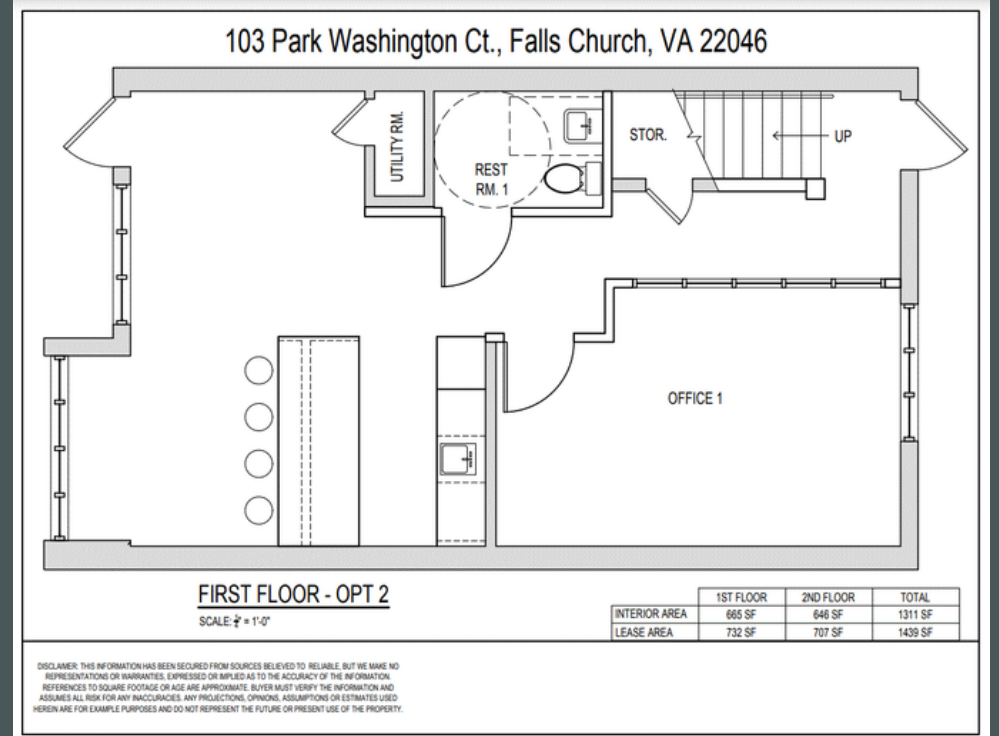 103 Park Washington Ct., Falls Church, VA 22046
UTILITY RM.
REST
RM. 1
STOR.
UP
OFFICE 1
FIRST FLOOR - OPT 2
SCALE: = 1'-0"
1ST FLOOR 2ND FLOOR TOTAL
INTERIOR AREA 665 SF 646 SF 1311 SF
LEASE AREA 732 SF 707 SF 1439 SF
DISCLAIMER: THIS INFORMATION HAS BEEN SECURED FROM SOURCES BELIEVED TO RELIABLE, BUT WE MAKE NO
REPRESENTATIONS OR WARRANTIES, EXPRESSED OR IMPLIED AS TO THE ACCURACY OF THE INFORMATION.
REFERENCES TO SQUARE FOOTAGE OR AGE ARE APPROXIMATE. BUYER MUST VERIFY THE INFORMATION AND
ASSUMES ALL RISK FOR ANY INACCURACIES. ANY PROJECTIONS, OPINIONS, ASSUMPTIONS OR ESTIMATES USED
HEREIN ARE FOR EXAMPLE PURPOSES AND DO NOT REPRESENT THE FUTURE OR PRESENT USE OF THE PROPERTY.